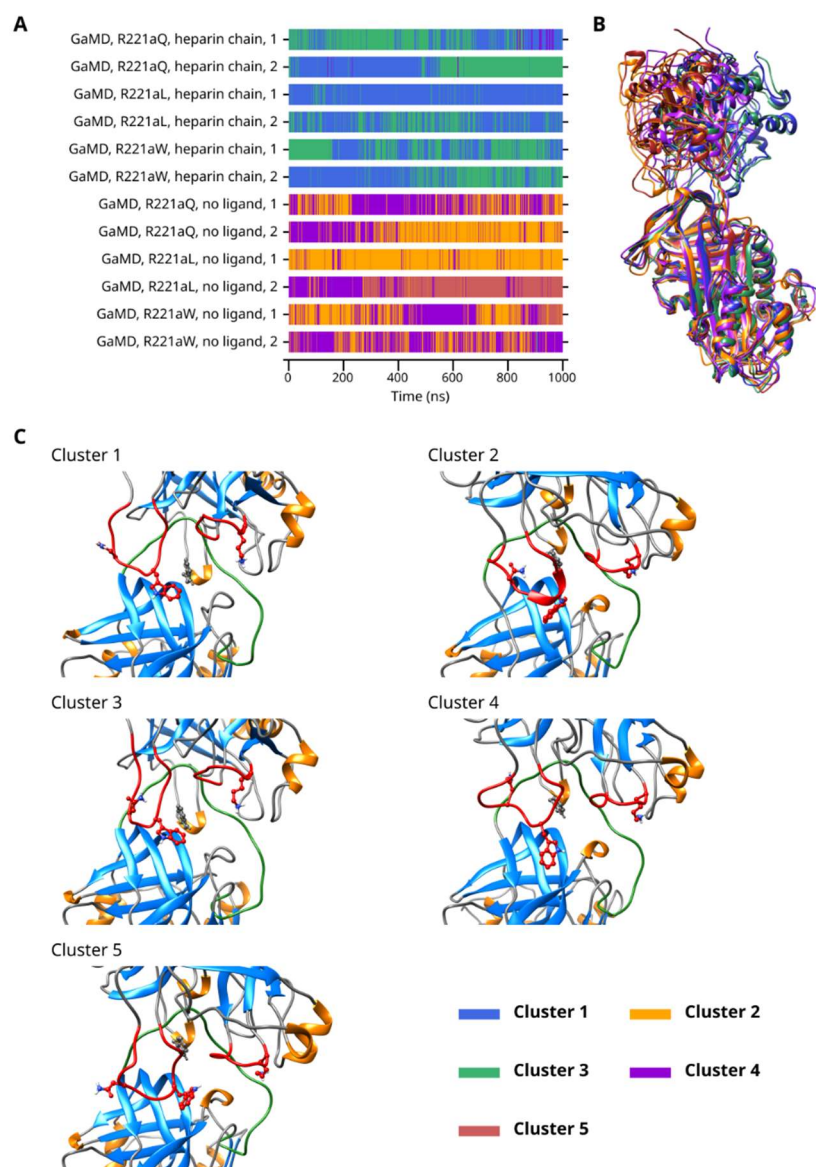 A
B
GaMD, R221aQ, heparin chain, 1
GaMD, R221aQ, heparin chain, 2
GaMD, R221aL, heparin chain, 1
GaMD, R221aL, heparin chain, 2
GaMD, R221aW, heparin chain, 1
GaMD, R221aW, heparin chain, 2
GaMD, R221aQ, no ligand, 1
GaMD, R221aQ, no ligand, 2
GaMD, R221aL, no ligand, 1
GaMD, R221aL, no ligand, 2
GaMD, R221aW, no ligand, 1
GaMD, R221aW, no ligand, 2
0 200 400 600 800 1000
Time (ns)
C
Cluster 1
Cluster 2
Cluster 3
Cluster 4
Cluster 5
Cluster 1 Cluster 2
Cluster 3 Cluster 4
Cluster 5